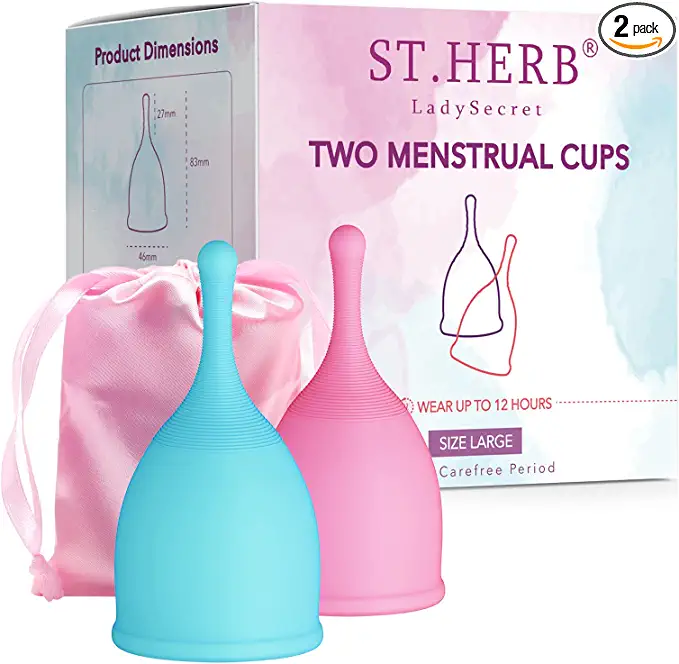 2 pack
Product Dimensions
27mm
83mm
46mm
ST.HERB®
LadySecret
TWO MENSTRUAL CUPS
WEAR UP TO 12 HOURS
SIZE LARGE
Carefree Period